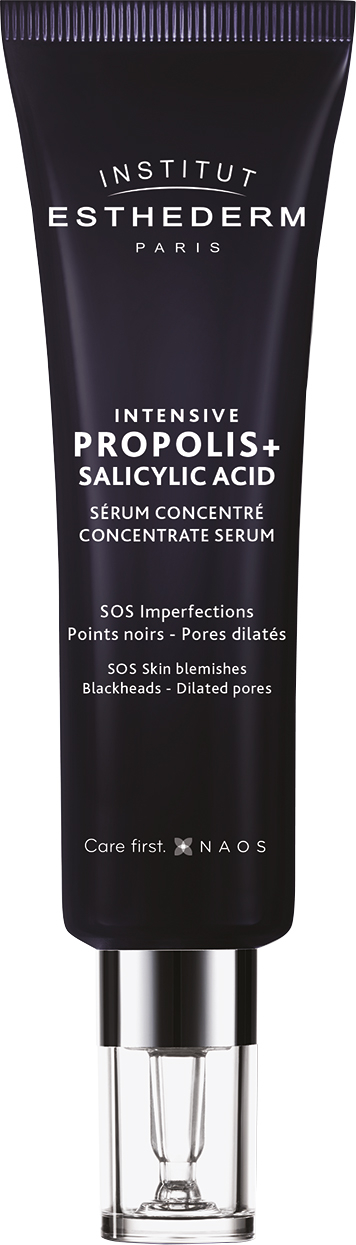 INSTITUT
ESTHEDERM
PARIS
INTENSIVE
PROPOLIS+
SALICYLIC ACID
SÉRUM CONCENTRÉ
CONCENTRATE SERUM
SOS Imperfections
Points noirs - Pores dilatés
SOS Skin blemishes
Blackheads - Dilated pores
Care first. NAOS